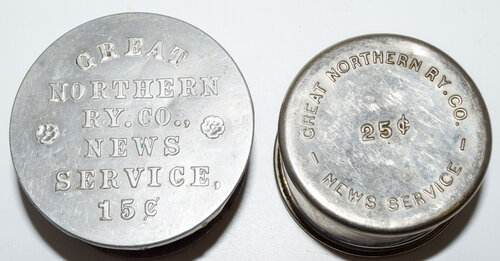 GREAT
NORTHERN
RY. CO.,
NEWS
SERVICE,
15¢
GREAT NORTHERN RY. CO.
25¢
— NEWS SERVICE —